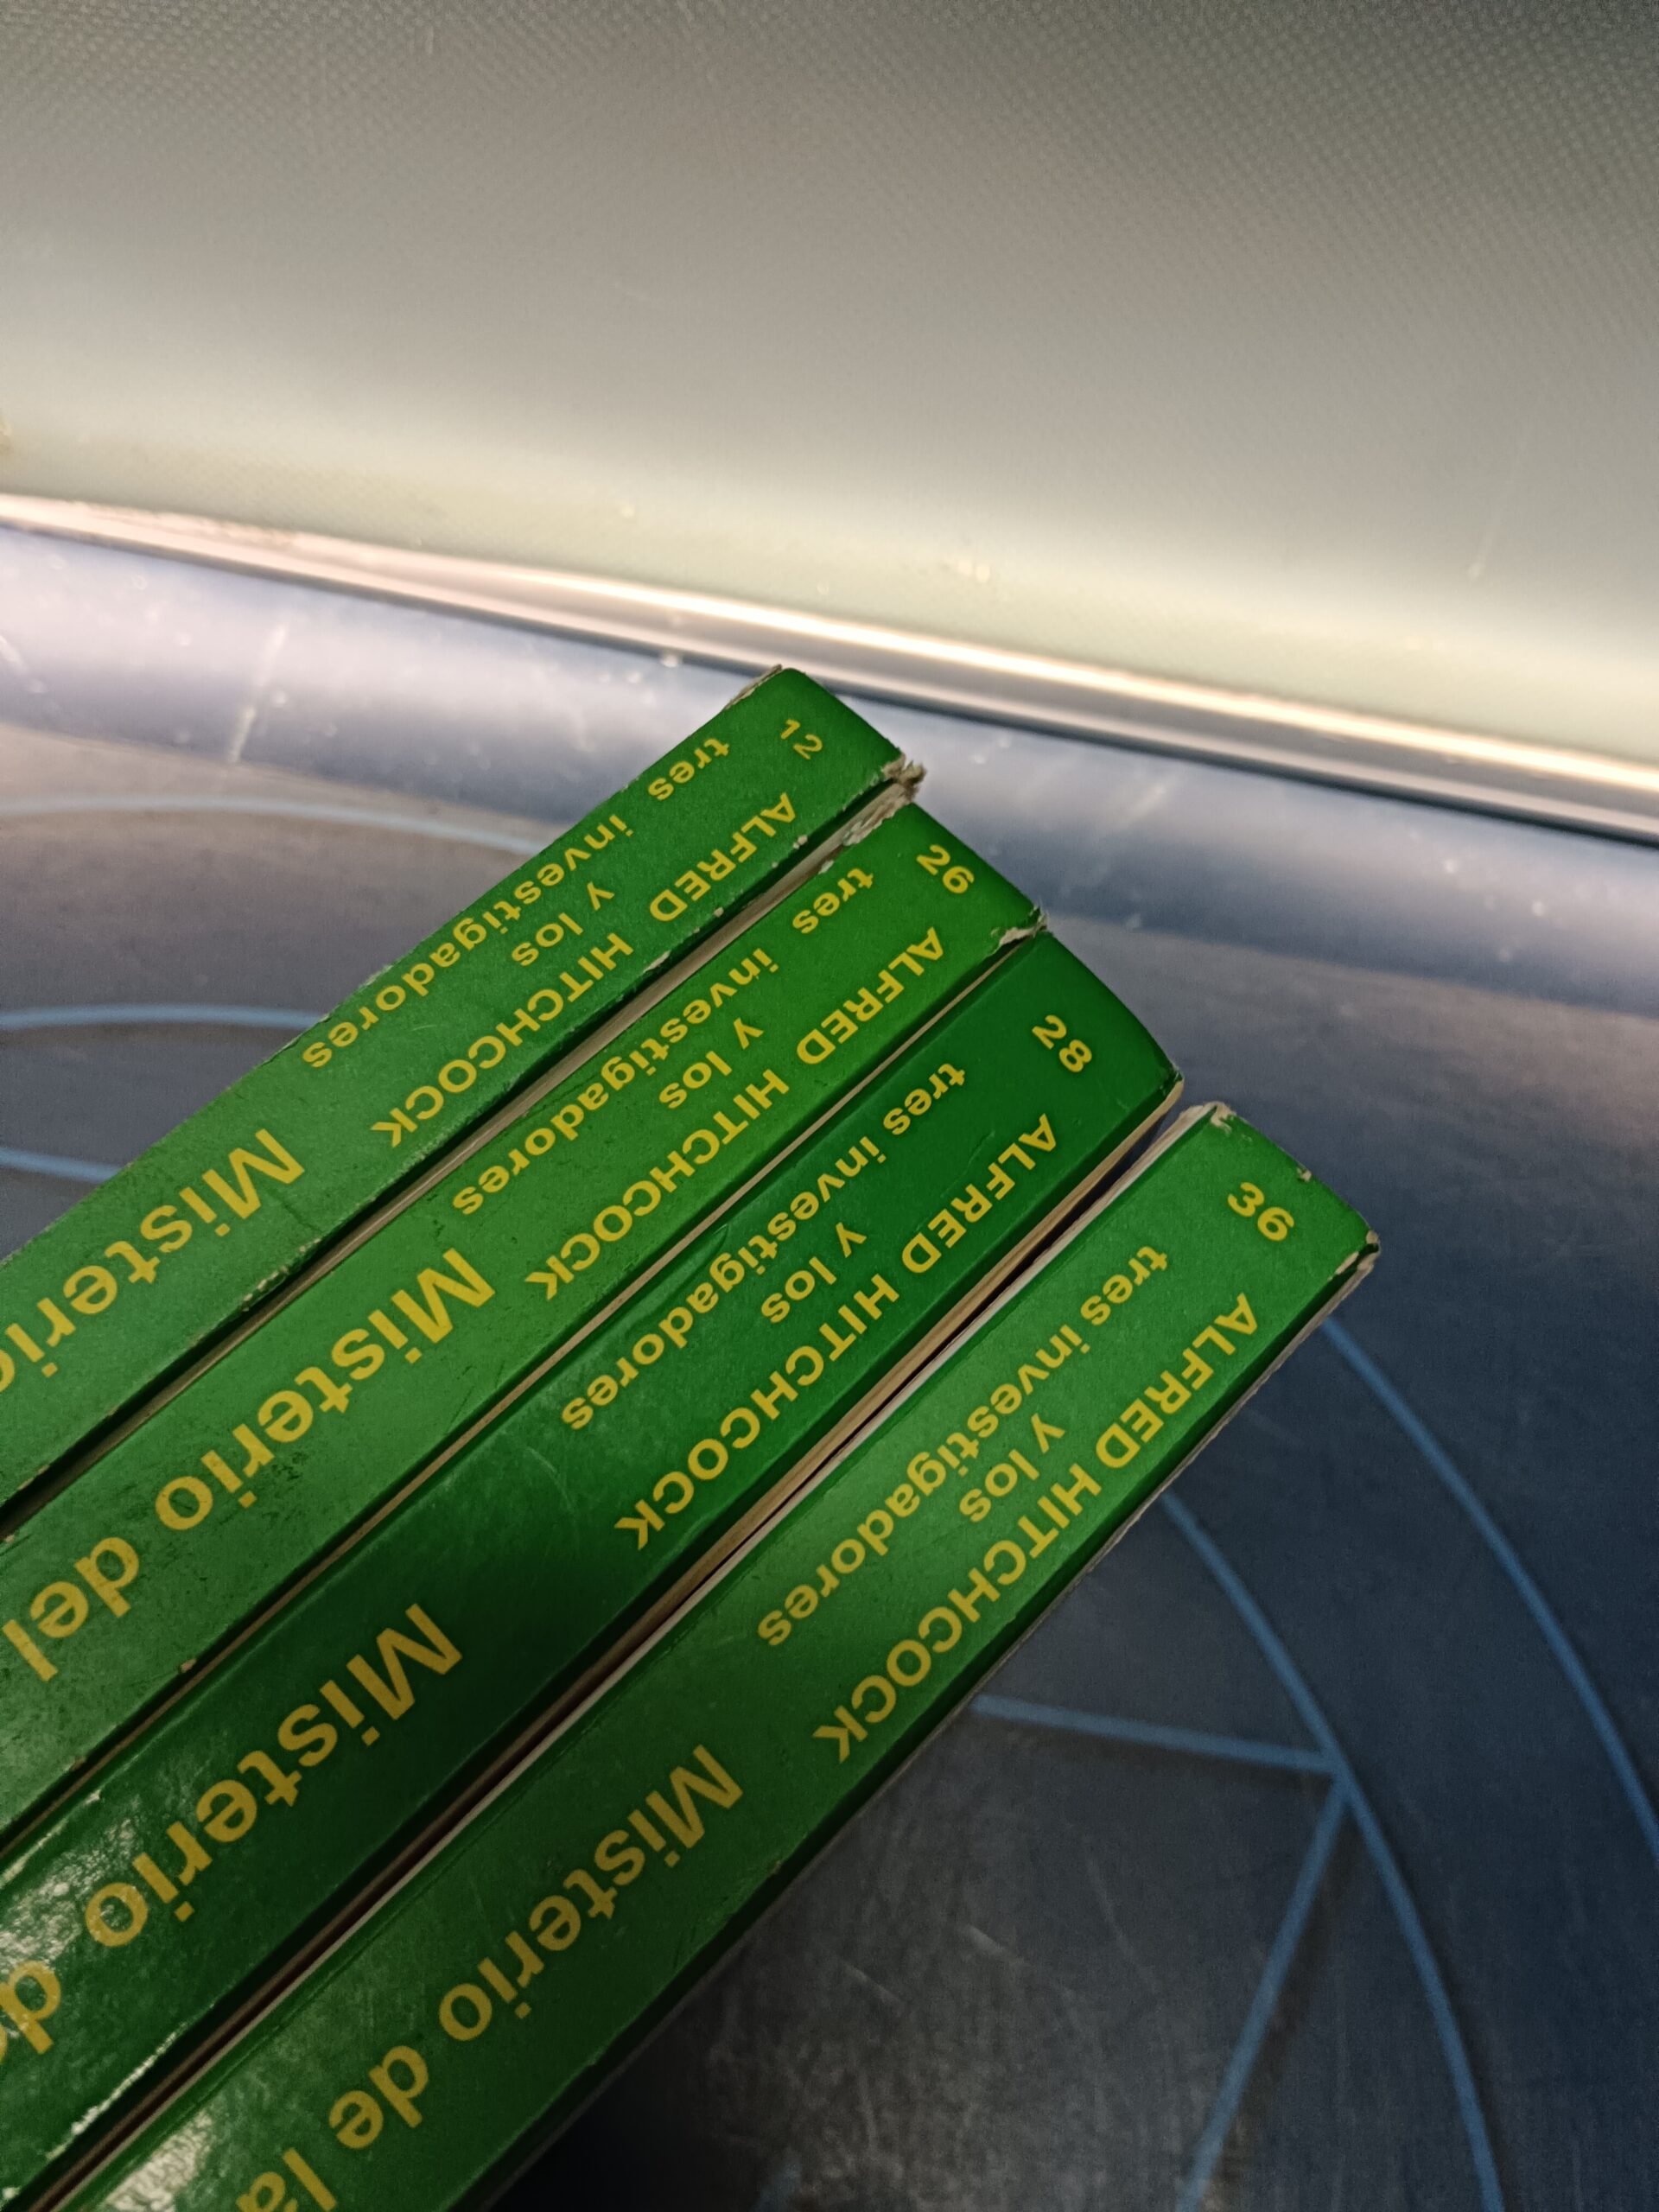 12
ALFRED HITCHCOCK
y los
tres investigadores
Misterio
26
ALFRED HITCHCOCK
y los
tres investigadores
Misterio del
28
ALFRED HITCHCOCK
y los
tres investigadores
Misterio
36
ALFRED HITCHCOCK
y los
tres investigadores
Misterio de la